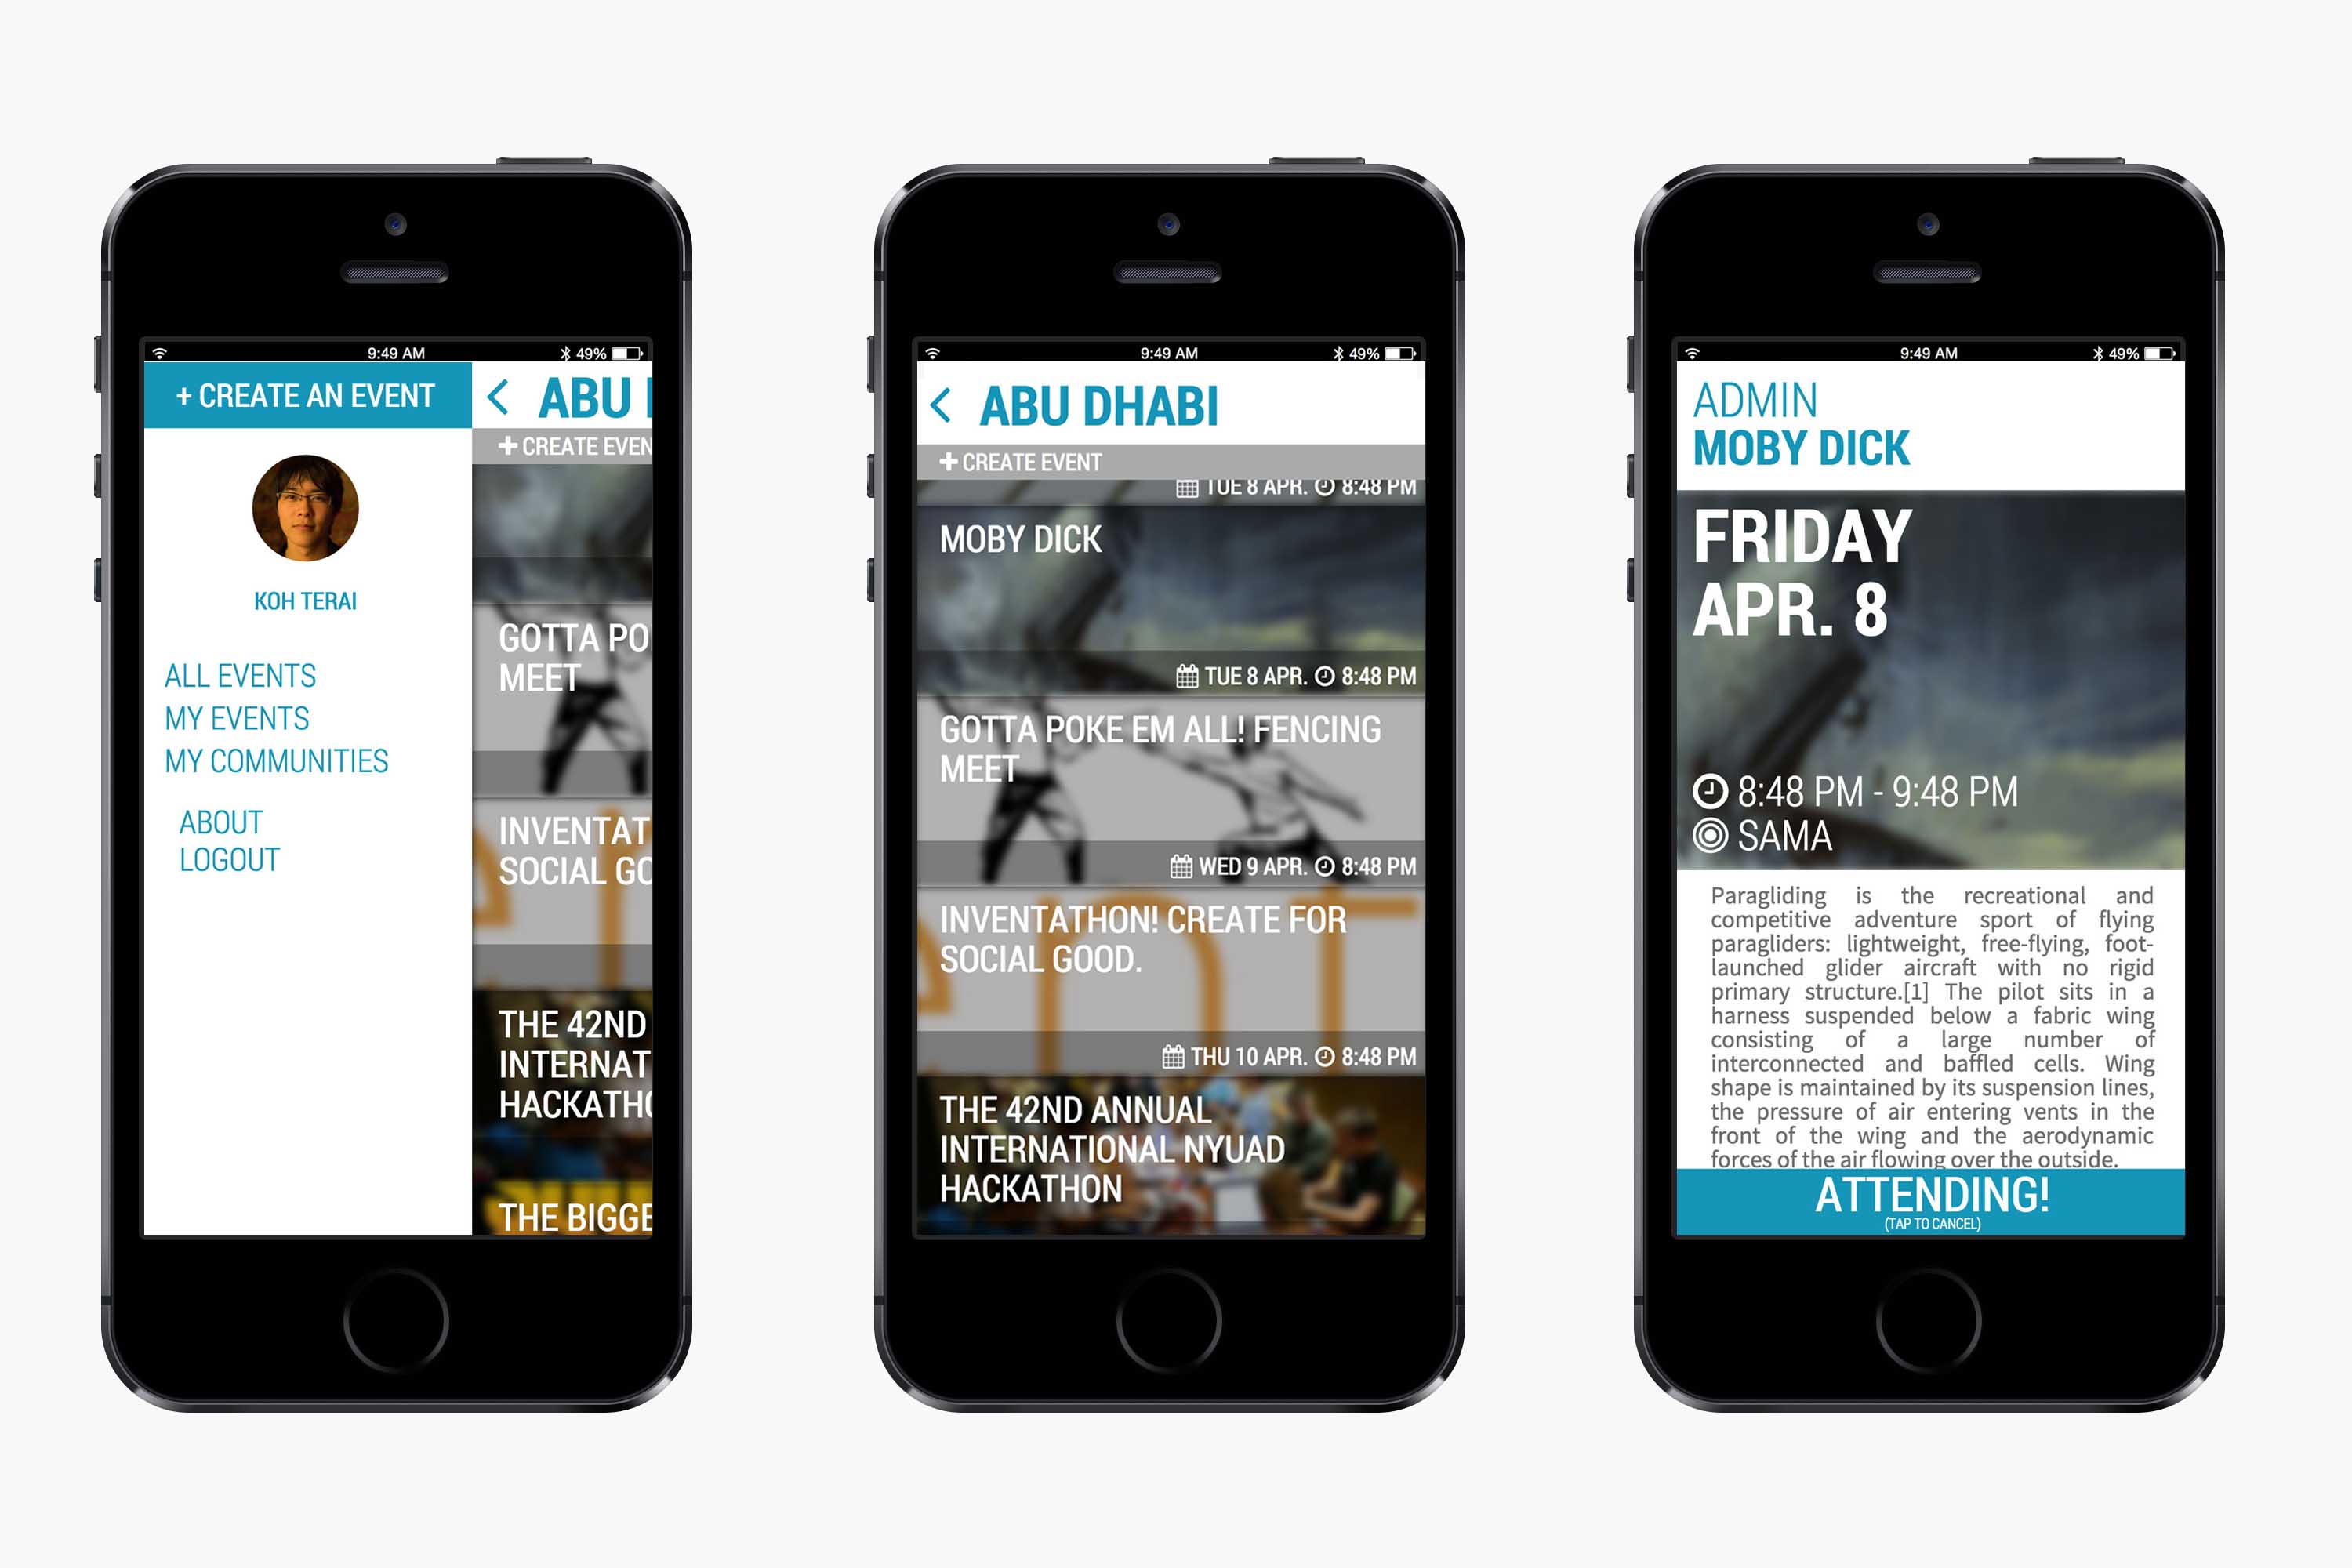 9:49 AM 49%
+ CREATE AN EVENT
KOH TERAI
ALL EVENTS
MY EVENTS
MY COMMUNITIES
ABOUT
LOGOUT
ABU
CREATE EVEN
GOTTA PO
MEET
INVENTAT
SOCIAL GO
THE 42ND
INTERNAT
HACKATHO
THE BIGGE
9:49 AM 49%
ABU DHABI
CREATE EVENT
TUE 8 APR. 8:48 PM
MOBY DICK
TUE 8 APR. 8:48 PM
GOTTA POKE EM ALL! FENCING
MEET
WED 9 APR. 8:48 PM
INVENTATHON! CREATE FOR
SOCIAL GOOD.
THU 10 APR. 8:48 PM
THE 42ND ANNUAL
INTERNATIONAL NYUAD
HACKATHON
9:49 AM 49%
ADMIN
MOBY DICK
FRIDAY
APR. 8
8:48 PM - 9:48 PM
SAMA
Paragliding is the recreational and
competitive adventure sport of flying
paragliders: lightweight, free-flying, foot-
launched glider aircraft with no rigid
primary structure.[1] The pilot sits in a
harness suspended below a fabric wing
consisting of a large number of
interconnected and baffled cells. Wing
shape is maintained by its suspension lines,
the pressure of air entering vents in the
front of the wing and the aerodynamic
forces of the air flowing over the outside.
ATTENDING!
(TAP TO CANCEL)